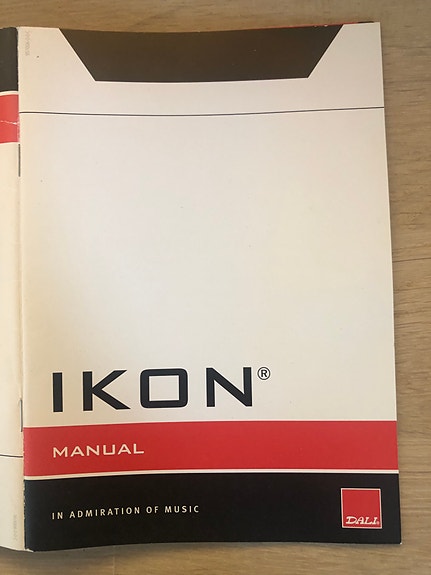 IKON®
MANUAL
IN ADMIRATION OF MUSIC
DALI